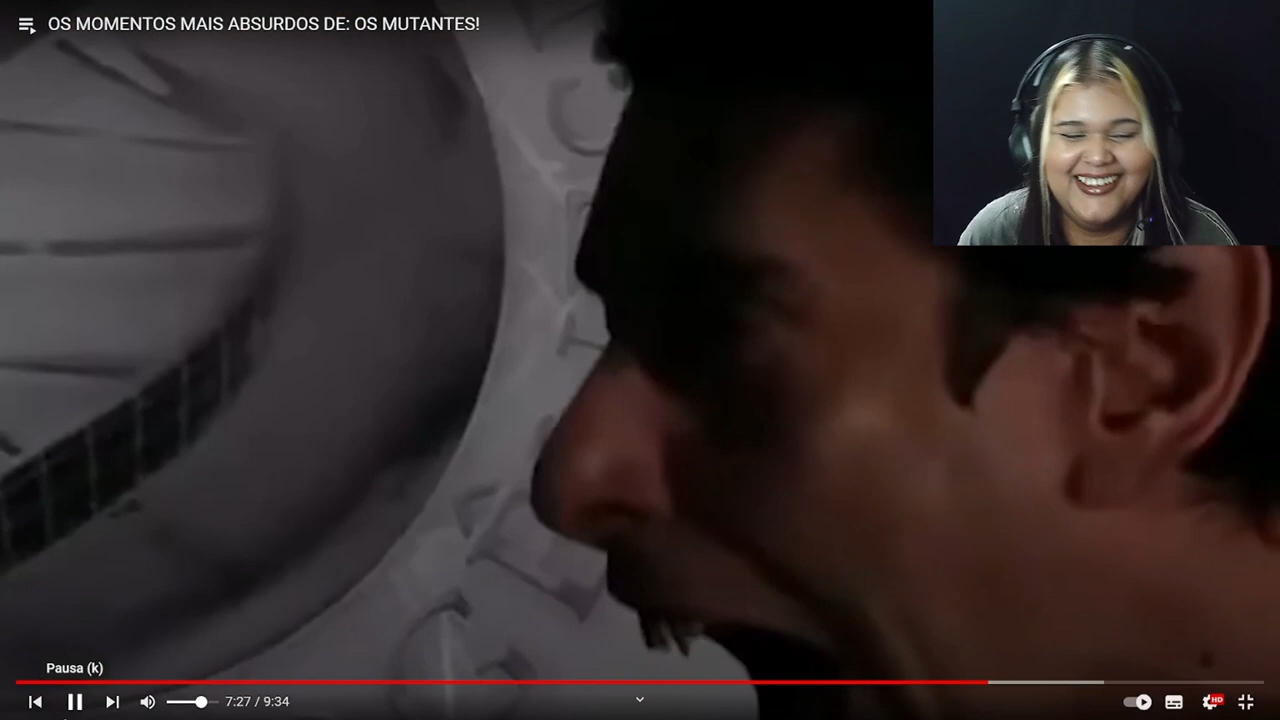 OS MOMENTOS MAIS ABSURDOS DE: OS MUTANTES!
Pausa (k)
7:27 / 9:34
HD